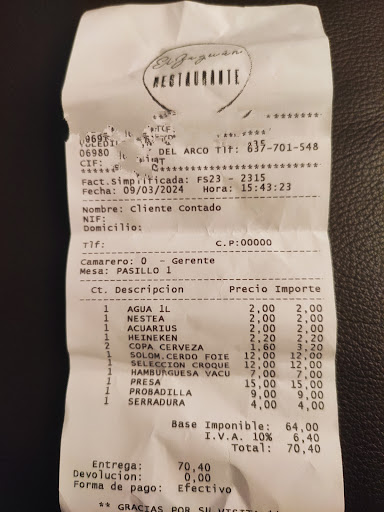 RESTAURANTE
06980 DEL ARCO Tlf: 637-701-548
CIF:
Fact.Simplificada: FS23 - 2315
Fecha: 09/03/2024 Hora: 15:43:23
Nombre: Cliente Contado
NIF:
Domicilio:
Tlf: C.P:00000
Camarero: 0 - Gerente
Mesa: PASILLO 1
Ct. Descripcion Precio Importe
1 AGUA 1L 2,00 2,00
1 NESTEA 2,00 2,00
1 ACUARIUS 2,00 2,00
1 HEINEKEN 2,20 2,20
2 COPA CERVEZA 1,60 3,20
1 SOLOM.CERDO FOIE 12,00 12,00
1 SELECCION CROQUE 12,00 12,00
1 HAMBURGUESA VACU 7,00 7,00
1 PRESA 15,00 15,00
1 PROBADILLA 9,00 9,00
1 SERRADURA 4,00 4,00
Base Imponible: 64,00
I.V.A. 10% 6,40
Total: 70,40
Entrega: 70,40
Devolucion: 0,00
Forma de pago: Efectivo
** GRACIAS POR SU VISITA **